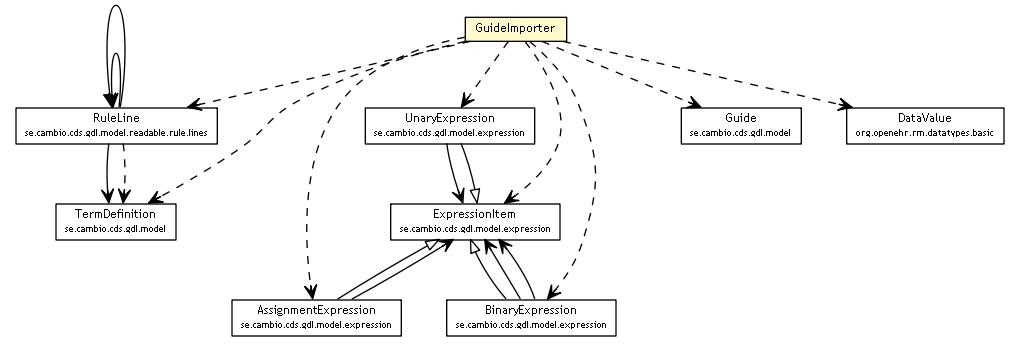 GuideImporter
RuleLine
se.cambio.cds.gdl.model.readable.rule.lines
UnaryExpression
se.cambio.cds.gdl.model.expression
Guide
se.cambio.cds.gdl.model
DataValue
org.openehr.rm.datatypes.basic
TermDefinition
se.cambio.cds.gdl.model
ExpressionItem
se.cambio.cds.gdl.model.expression
AssignmentExpression
se.cambio.cds.gdl.model.expression
BinaryExpression
se.cambio.cds.gdl.model.expression